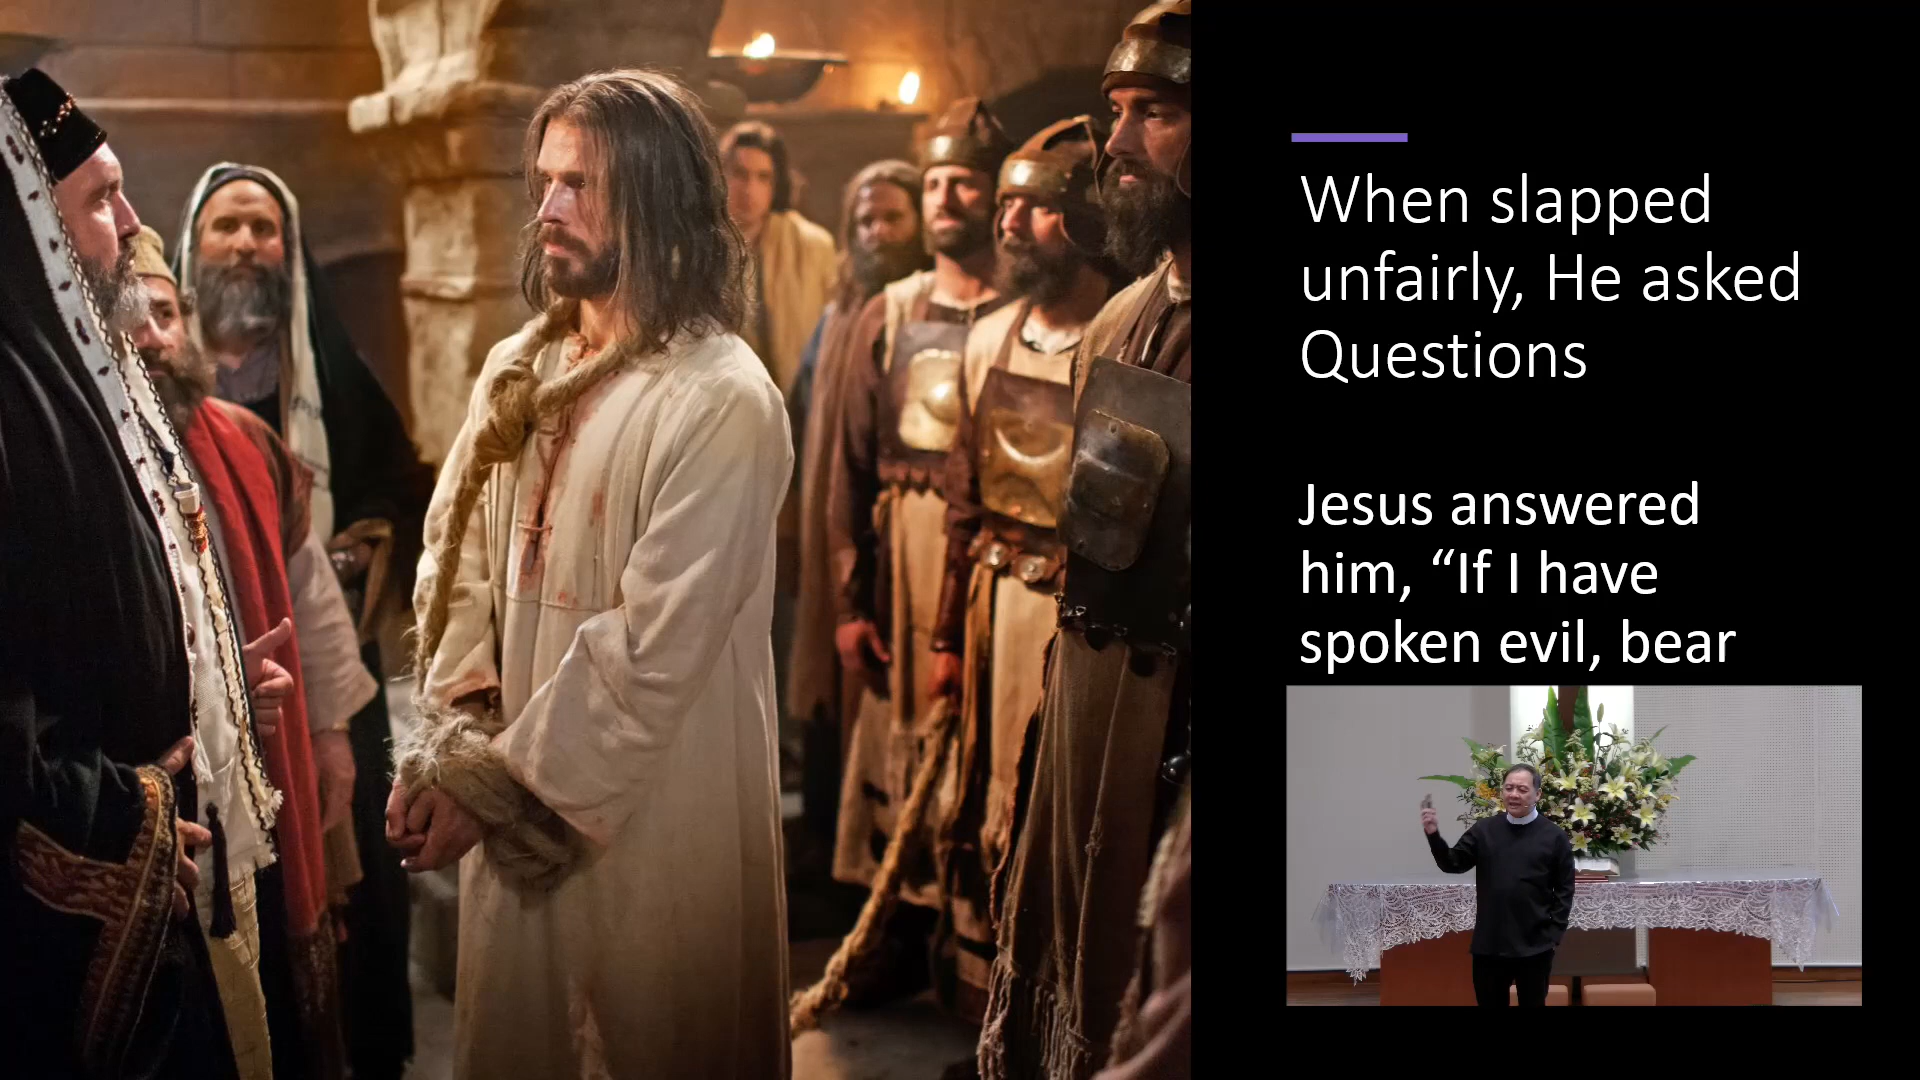 When slapped
unfairly, He asked
Questions
Jesus answered
him, “If I have
spoken evil, bear